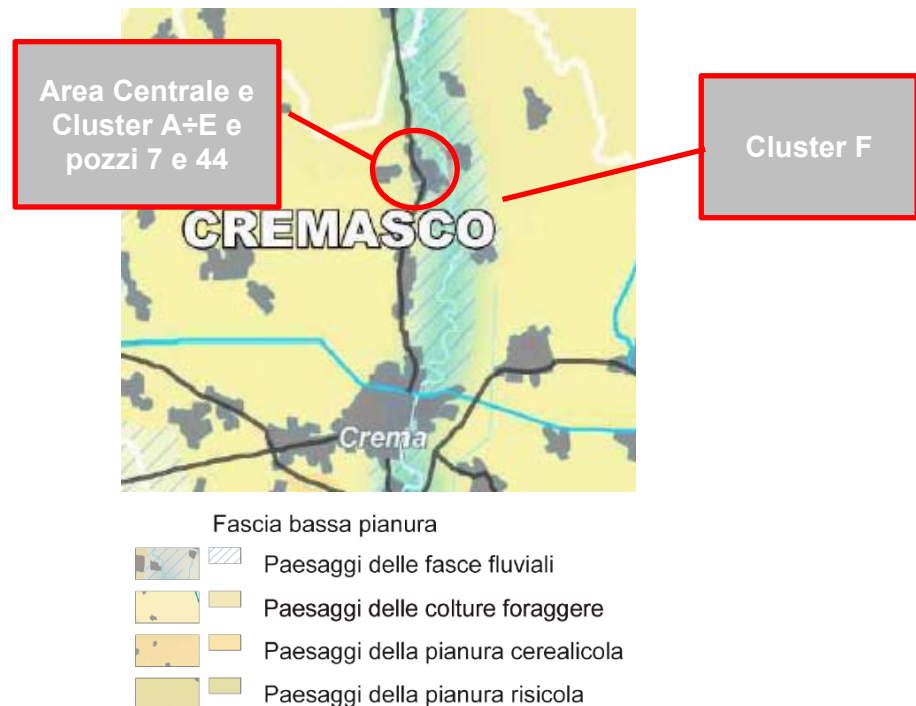 Area Centrale e
Cluster A÷E e
pozzi 7 e 44
Cluster F
CREMASCO
Crema
Fascia bassa pianura
Paesaggi delle fasce fluviali
Paesaggi delle colture foraggere
Paesaggi della pianura cerealicola
Paesaggi della pianura risicola